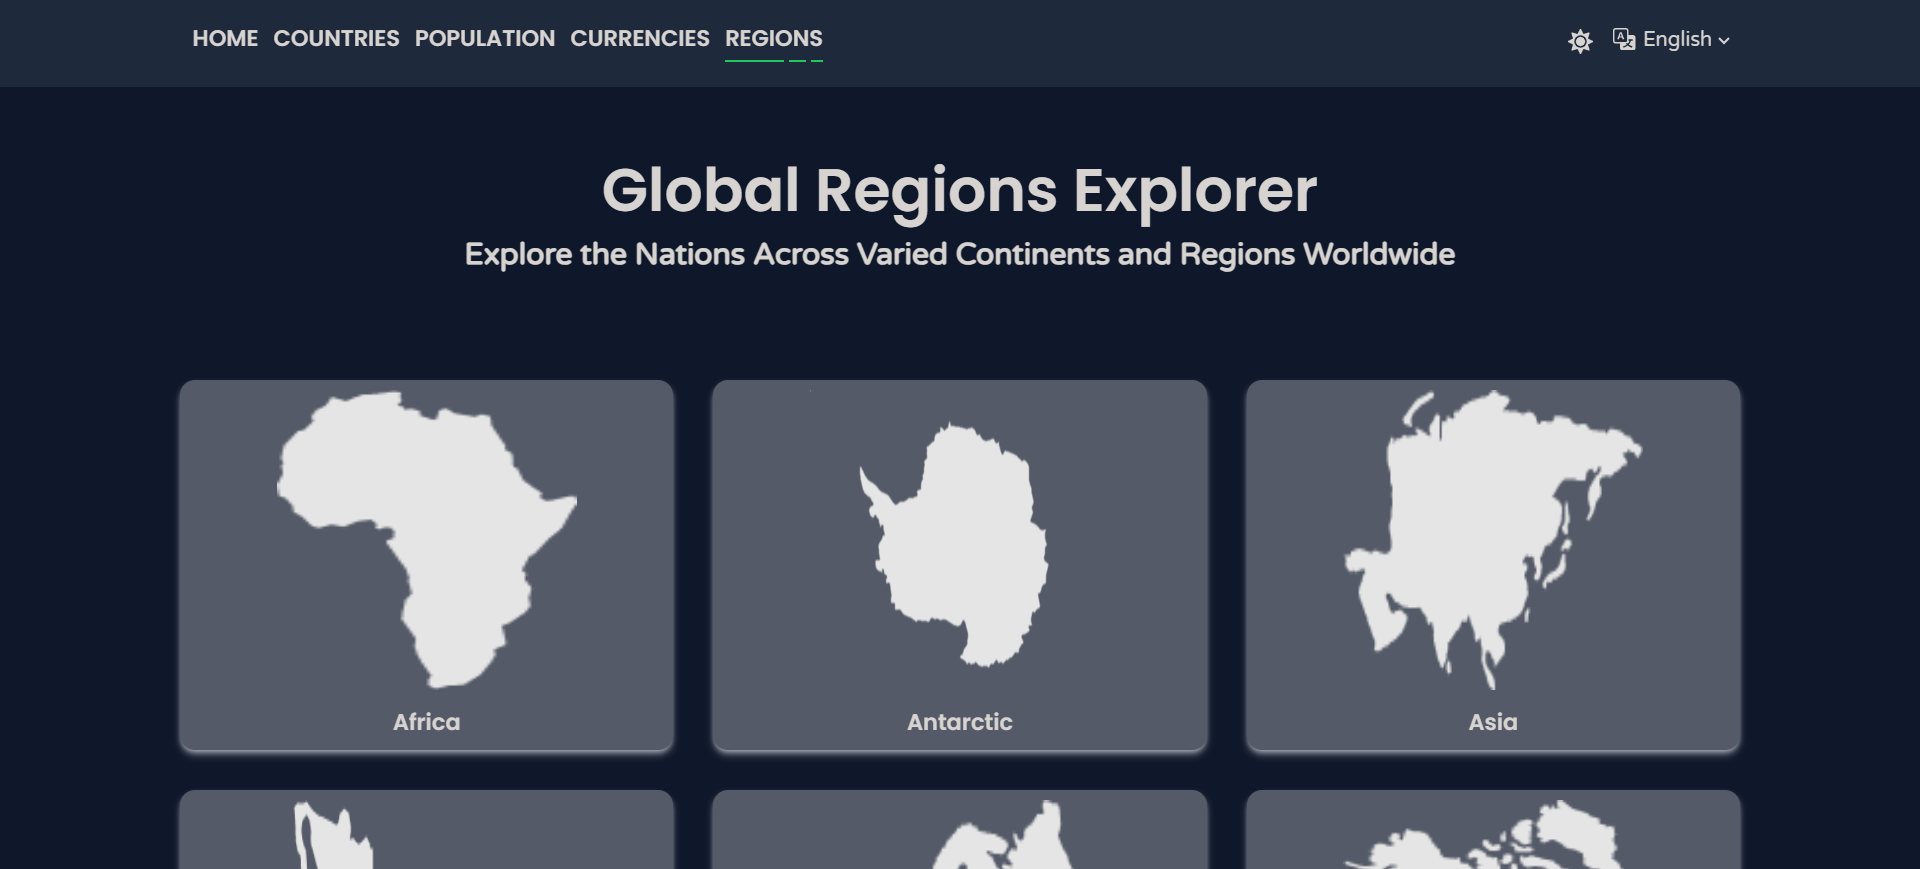 HOME COUNTRIES POPULATION CURRENCIES REGIONS English
Global Regions Explorer
Explore the Nations Across Varied Continents and Regions Worldwide
Africa Antarctic Asia